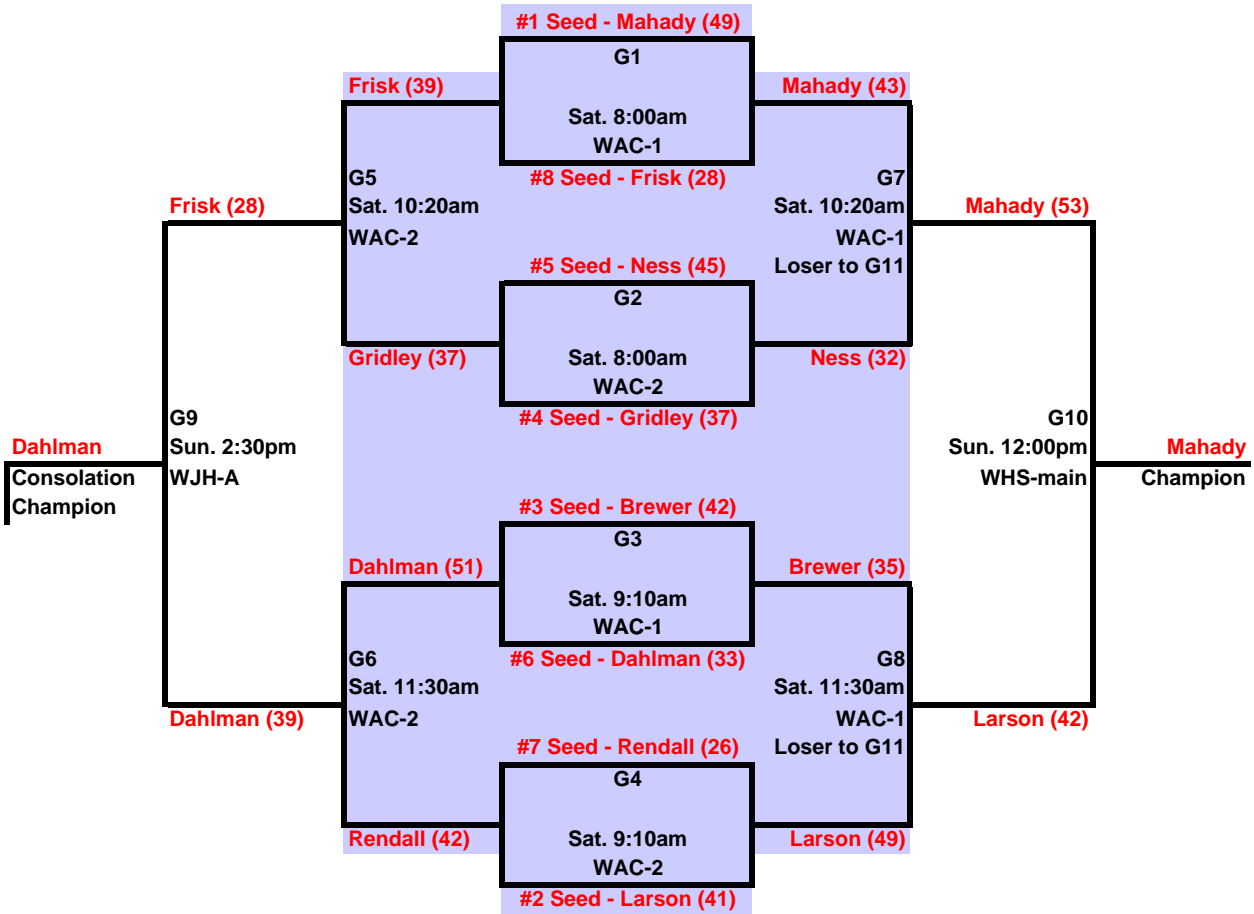 #1 Seed - Mahady (49)
G1
Frisk (39)
Mahady (43)
Sat. 8:00am
WAC-1
#8 Seed - Frisk (28)
G5
Sat. 10:20am
WAC-2
G7
Sat. 10:20am
WAC-1
Loser to G11
Frisk (28)
Mahady (53)
#5 Seed - Ness (45)
G2
Gridley (37)
Ness (32)
Sat. 8:00am
WAC-2
#4 Seed - Gridley (37)
G9
Sun. 2:30pm
WJH-A
G10
Sun. 12:00pm
WHS-main
Dahlman
Consolation
Champion
Mahady
Champion
#3 Seed - Brewer (42)
G3
Dahlman (51)
Brewer (35)
Sat. 9:10am
WAC-1
#6 Seed - Dahlman (33)
G6
Sat. 11:30am
WAC-2
G8
Sat. 11:30am
WAC-1
Loser to G11
Dahlman (39)
Larson (42)
#7 Seed - Rendall (26)
G4
Rendall (42)
Larson (49)
Sat. 9:10am
WAC-2
#2 Seed - Larson (41)